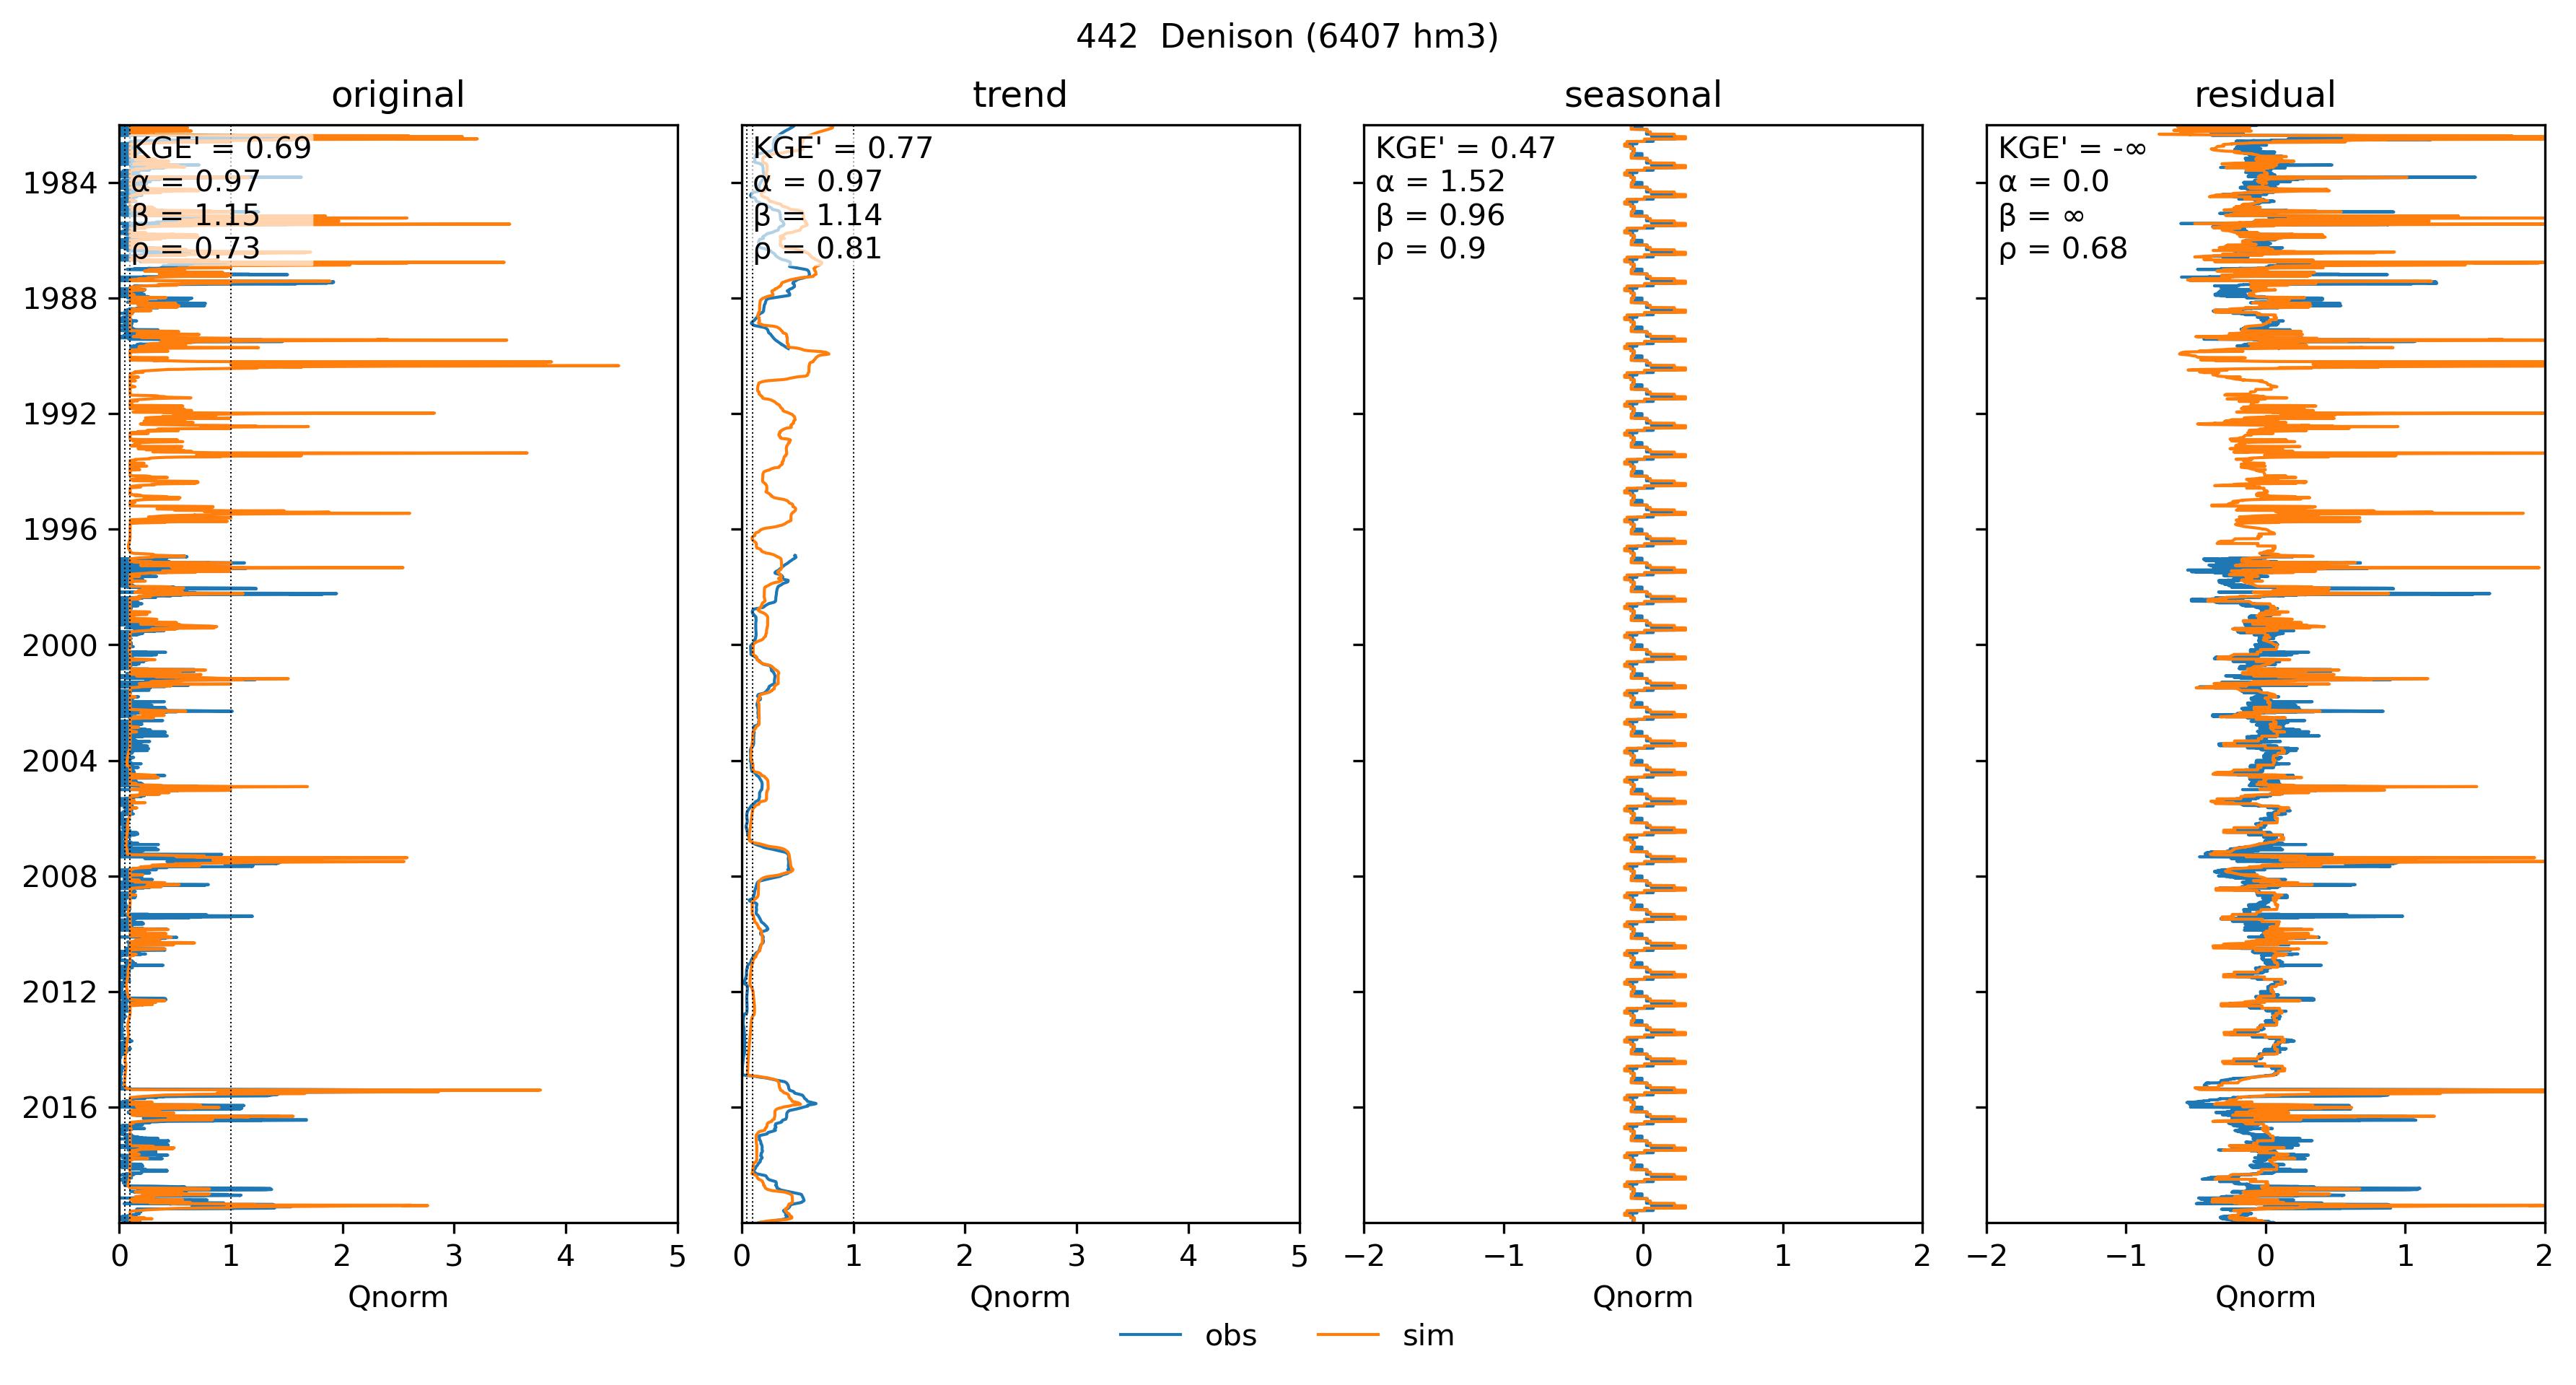 442  Denison (6407 hm3)
original
trend
seasonal
residual
KGE' = 0.69
α = 0.97
β = 1.15
ρ = 0.73
KGE' = 0.77
α = 0.97
β = 1.14
ρ = 0.81
KGE' = 0.47
α = 1.52
β = 0.96
ρ = 0.9
KGE' = -∞
α = 0.0
β = ∞
ρ = 0.68
1984
1988
1992
1996
2000
2004
2008
2012
2016
0 1 2 3 4 5
0 1 2 3 4 5
−2 −1 0 1 2
−2 −1 0 1 2
Qnorm
Qnorm
Qnorm
Qnorm
obs
sim